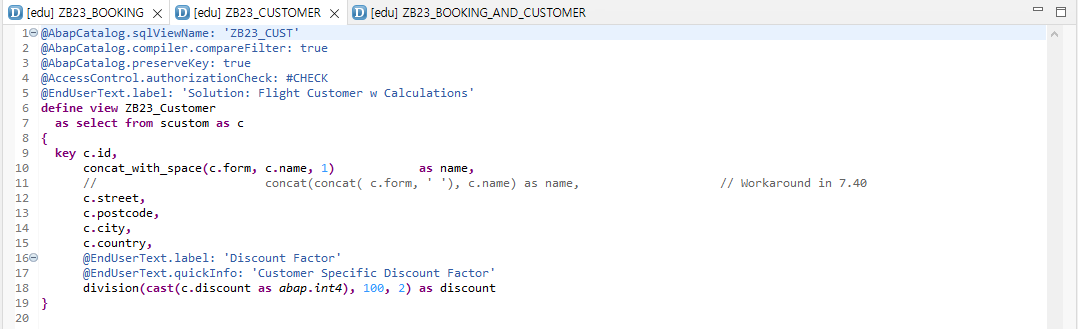 [edu] ZB23_BOOKING [edu] ZB23_CUSTOMER [edu] ZB23_BOOKING_AND_CUSTOMER
1 @AbapCatalog.sqlViewName: 'ZB23_CUST'
2 @AbapCatalog.compiler.compareFilter: true
3 @AbapCatalog.preserveKey: true
4 @AccessControl.authorizationCheck: #CHECK
5 @EndUserText.label: 'Solution: Flight Customer w Calculations'
6 define view ZB23_Customer
7 as select from scustom as c
8 {
9 key c.id,
10 concat_with_space(c.form, c.name, 1) as name,
11 // concat(concat( c.form, ' '), c.name) as name, // Workaround in 7.40
12 c.street,
13 c.postcode,
14 c.city,
15 c.country,
16 @EndUserText.label: 'Discount Factor'
17 @EndUserText.quickInfo: 'Customer Specific Discount Factor'
18 division(cast(c.discount as abap.int4), 100, 2) as discount
19 }
20